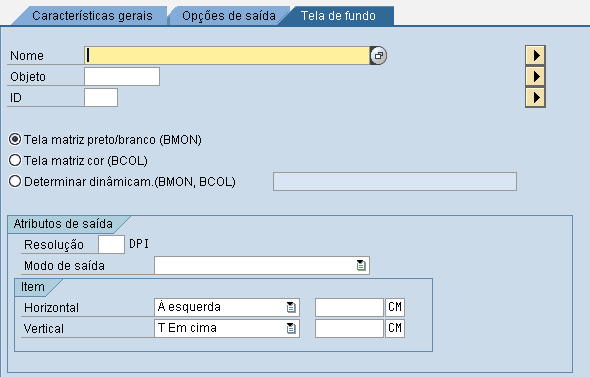 Características gerais Opções de saída Tela de fundo
Nome
Objeto
ID
Tela matriz preto/branco (BMON)
Tela matriz cor (BCOL)
Determinar dinâmicam.(BMON, BCOL)
Atributos de saída
Resolução DPI
Modo de saída
Item
Horizontal À esquerda CM
Vertical T Em cima CM